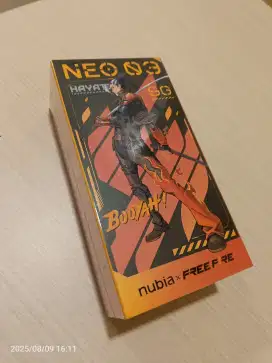 NEO 03
HAYATO
5G
BOOYAH!
nubia × FREE FIRE
2025/08/09 16:11